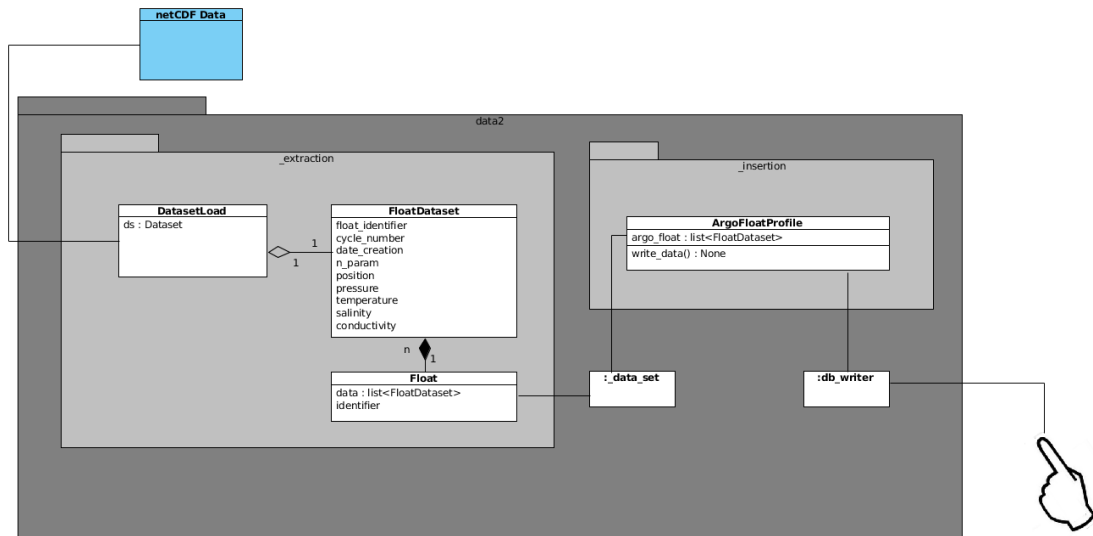 netCDF Data
data2
_extraction
_insertion
DatasetLoad
ds : Dataset
FloatDataset
float_identifier
cycle_number
date_creation
n_param
position
pressure
temperature
salinity
conductivity
ArgoFloatProfile
argo_float : list<FloatDataset>
write_data() : None
1
1
n
1
Float
data : list<FloatDataset>
identifier
:_data_set
:db_writer